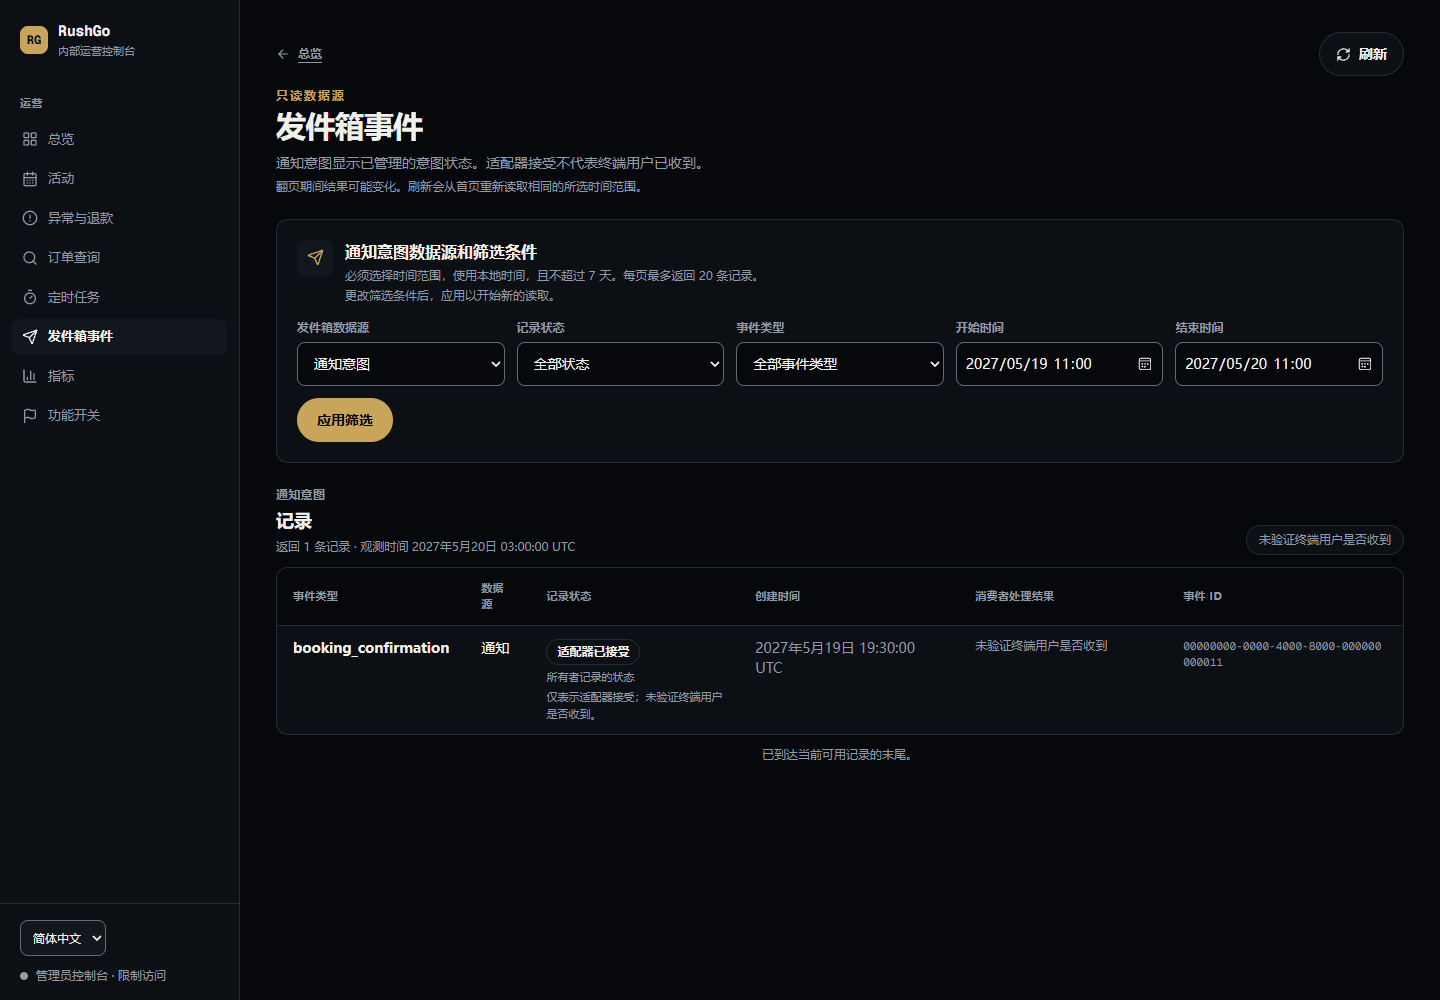 RG
RushGo
内部运营控制台
运营
总览
活动
异常与退款
订单查询
定时任务
发件箱事件
指标
功能开关
简体中文
管理员控制台 · 限制访问
总览
刷新
只读数据源
发件箱事件
通知意图显示已管理的意图状态。适配器接受不代表终端用户已收到。
翻页期间结果可能变化。刷新会从首页重新读取相同的所选时间范围。
通知意图数据源和筛选条件
必须选择时间范围，使用本地时间，且不超过 7 天。每页最多返回 20 条记录。
更改筛选条件后，应用以开始新的读取。
发件箱数据源 记录状态 事件类型 开始时间 结束时间
通知意图 全部状态 全部事件类型 2027/05/19 11:00 2027/05/20 11:00
应用筛选
通知意图
记录
返回 1 条记录 · 观测时间 2027年5月20日 03:00:00 UTC
未验证终端用户是否收到
事件类型 数据源 记录状态 创建时间 消费者处理结果 事件 ID
booking_confirmation 通知 适配器已接受 2027年5月19日 19:30:00 UTC 未验证终端用户是否收到 00000000-0000-4000-8000-000000000011
所有者记录的状态
仅表示适配器接受；未验证终端用户
是否收到。
已到达当前可用记录的末尾。